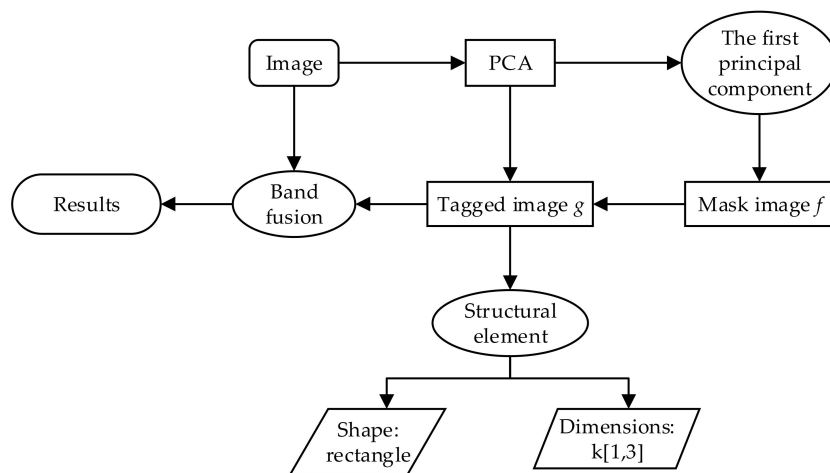 Image
PCA
The first
principal
component
Results
Band
fusion
Tagged image g
Mask image f
Structural
element
Shape:
rectangle
Dimensions:
k[1,3]